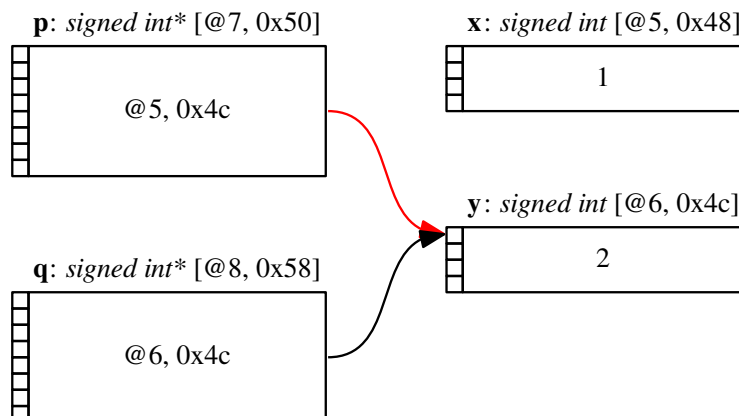 p: signed int* [@7, 0x50]
@5, 0x4c
x: signed int [@5, 0x48]
1
y: signed int [@6, 0x4c]
2
q: signed int* [@8, 0x58]
@6, 0x4c